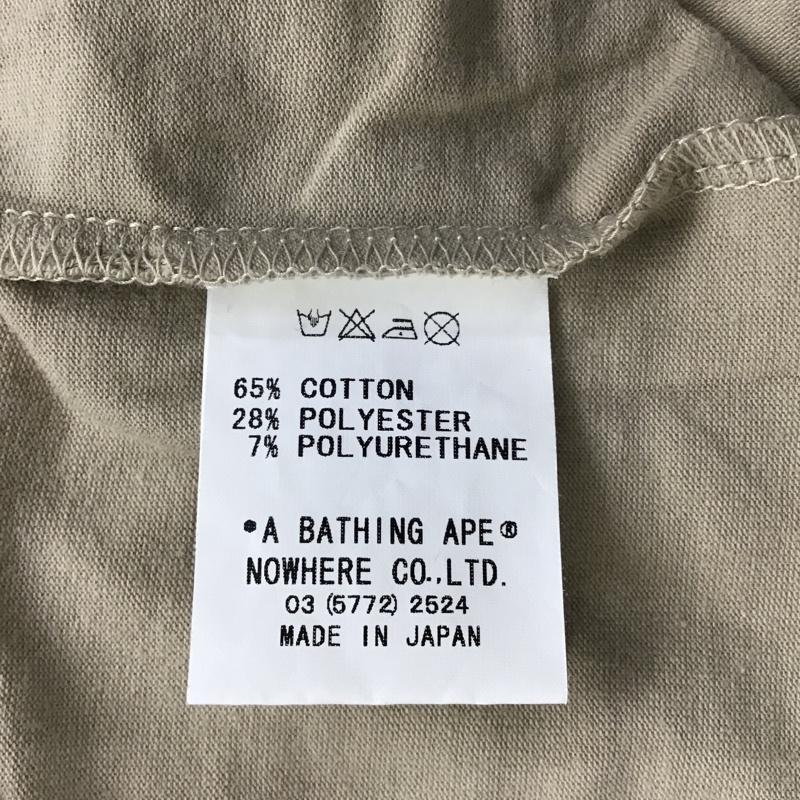 65% COTTON
28% POLYESTER
7% POLYURETHANE
•A BATHING APE®
NOWHERE CO.,LTD.
03 (5772) 2524
MADE IN JAPAN